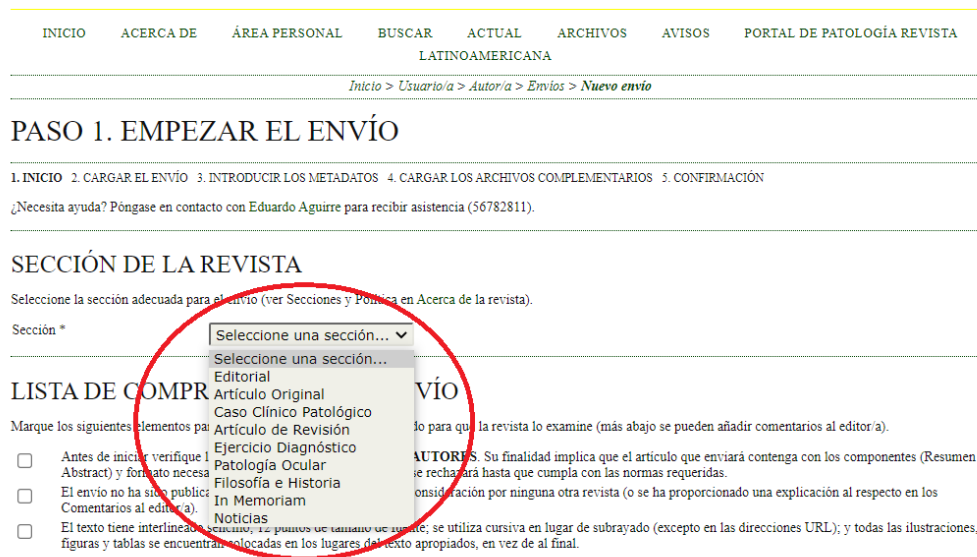 INICIO ACERCA DE ÁREA PERSONAL BUSCAR ACTUAL ARCHIVOS AVISOS PORTAL DE PATOLOGÍA REVISTA
LATINOAMERICANA
Inicio > Usuario/a > Autor/a > Envíos > Nuevo envío
PASO 1. EMPEZAR EL ENVÍO
1. INICIO 2. CARGAR EL ENVÍO 3. INTRODUCIR LOS METADATOS 4. CARGAR LOS ARCHIVOS COMPLEMENTARIOS 5. CONFIRMACIÓN
¿Necesita ayuda? Póngase en contacto con Eduardo Aguirre para recibir asistencia (56782811).
SECCIÓN DE LA REVISTA
Seleccione la sección adecuada para el envío (ver Secciones y Política en Acerca de la revista).
Sección *
Seleccione una sección...
Seleccione una sección...
Editorial
Artículo Original
Caso Clínico Patológico
Artículo de Revisión
Ejercicio Diagnóstico
Patología Ocular
Filosofía e Historia
In Memoriam
Noticias
LISTA DE COMPR VÍO
Marque los siguientes elementos par do para que la revista lo examine (más abajo se pueden añadir comentarios al editor/a).
Antes de iniciar verifique l AUTORES. Su finalidad implica que el artículo que enviará contenga con los componentes (Resumen
Abstract) y formato necesa se rechazará hasta que cumpla con las normas requeridas.
El envío no ha sido publica onsideración por ninguna otra revista (o se ha proporcionado una explicación al respecto en los
Comentarios al editor/a).
El texto tiene interlineado sencillo; 12 puntos de tamaño de fuente; se utiliza cursiva en lugar de subrayado (excepto en las direcciones URL); y todas las ilustraciones,
figuras y tablas se encuentran colocadas en los lugares del texto apropiados, en vez de al final.